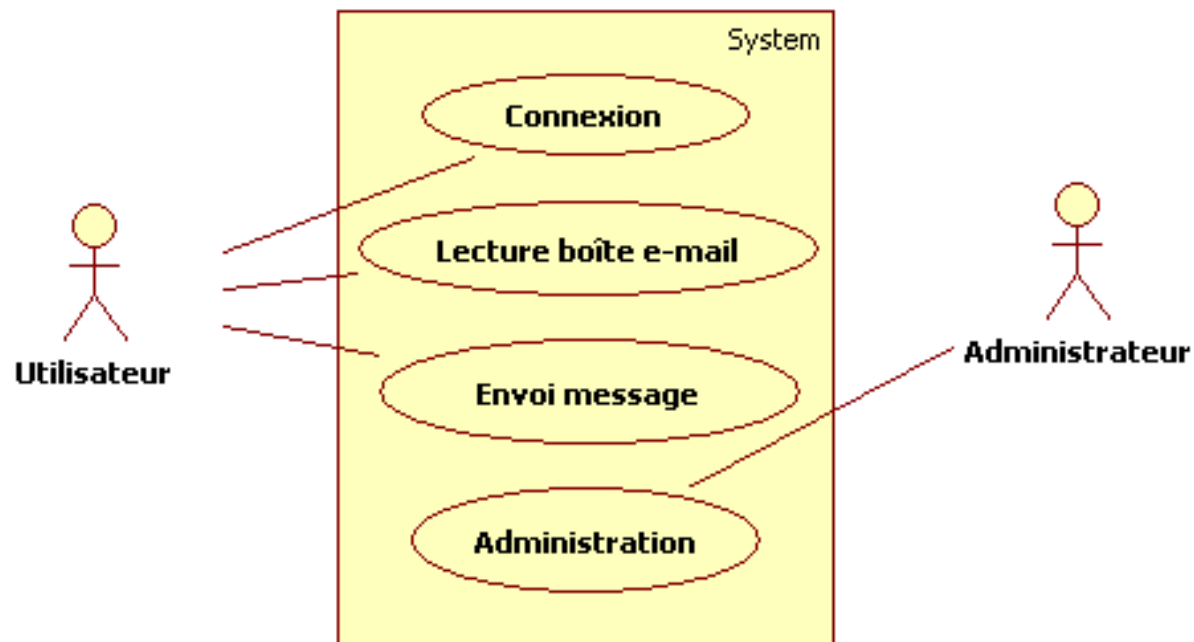 System
Connexion
Lecture boîte e-mail
Utilisateur
Administrateur
Envoi message
Administration